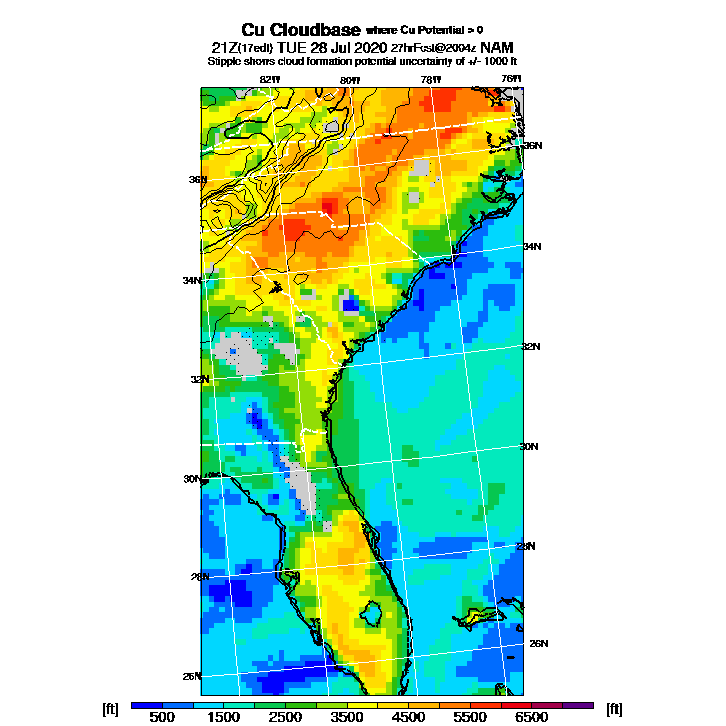 Cu Cloudbase where Cu Potential > 0
21Z(17edt) TUE 28 Jul 2020 27hrFcst@2004z NAM
Stipple shows cloud formation potential uncertainty of +/- 1000 ft
82W 80W 78W 76W
36N
36N
34N
34N
32N
32N
30N
30N
28N
28N
26N
26N
[ft] 500 1500 2500 3500 4500 5500 6500 [ft]